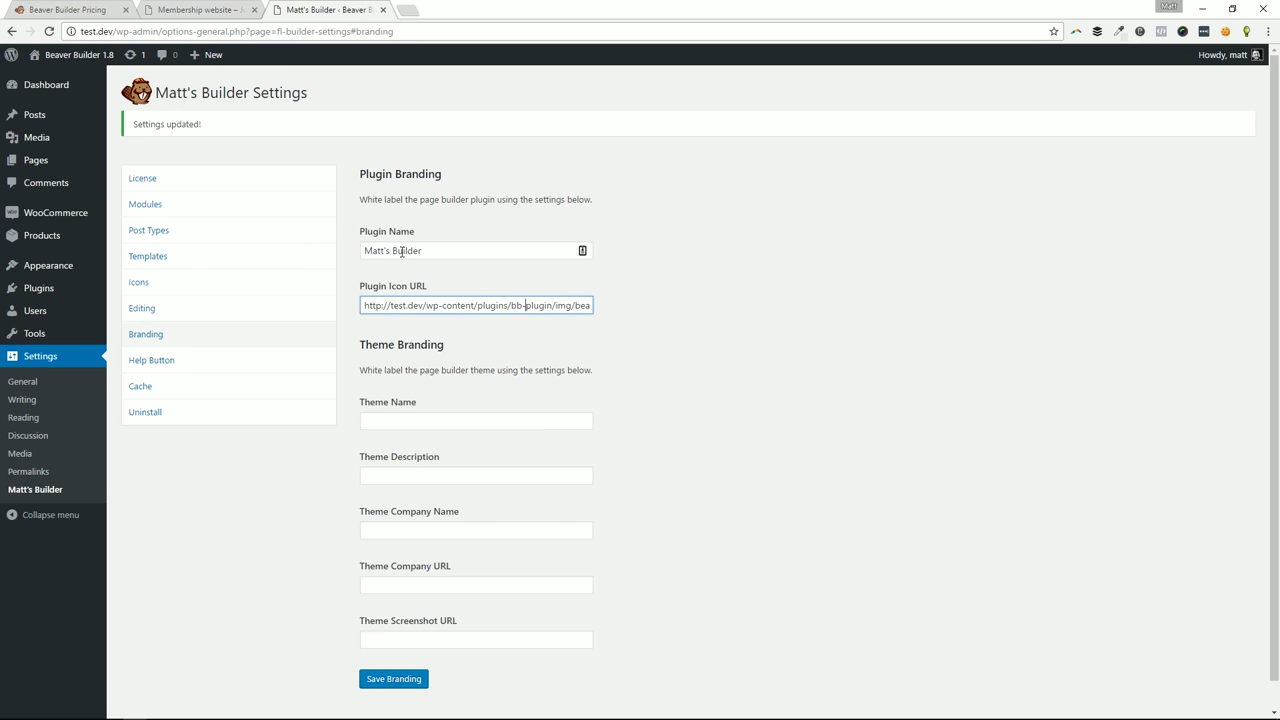 Beaver Builder Pricing
Membership website –
Matt's Builder ‹ Beaver B
Matt
test.dev/wp-admin/options-general.php?page=fl-builder-settings#branding
Beaver Builder 1.8
1
0
New
Howdy, matt
Dashboard
Posts
Media
Pages
Comments
WooCommerce
Products
Appearance
Plugins
Users
Tools
Settings
General
Writing
Reading
Discussion
Media
Permalinks
Matt's Builder
Collapse menu
Matt's Builder Settings
Settings updated!
License
Modules
Post Types
Templates
Icons
Editing
Branding
Help Button
Cache
Uninstall
Plugin Branding
White label the page builder plugin using the settings below.
Plugin Name
Matt's Builder
Plugin Icon URL
http://test.dev/wp-content/plugins/bb-plugin/img/bea
Theme Branding
White label the page builder theme using the settings below.
Theme Name
Theme Description
Theme Company Name
Theme Company URL
Theme Screenshot URL
Save Branding